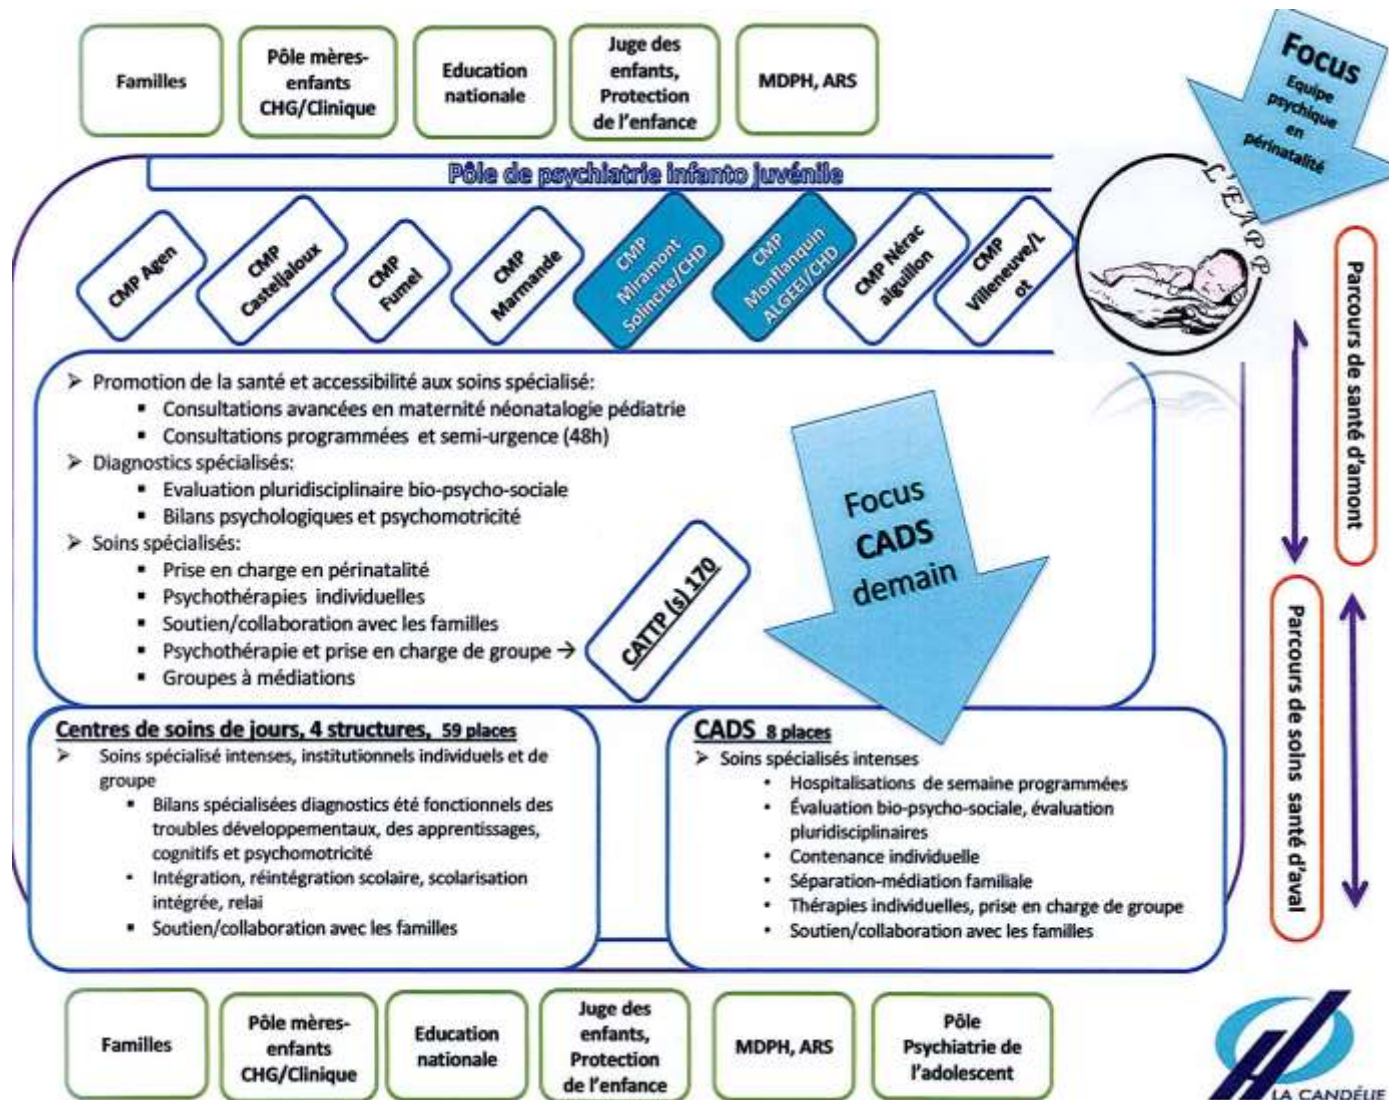 Familles
Pôle mères-
enfants
CHG/Clinique
Education
nationale
Juge des
enfants,
Protection
de l'enfance
MDPH, ARS
Focus
Equipe
psychique
en
périnatalité
Pôle de psychiatrie infanto juvénile
L'EMPP
CMP Agen
CMP
Casteljaloux
CMP
Fumel
CMP
Marmande
CMP
Miramont
Solincite/CHD
CMP
Monflanquin
ALGEEI/CHD
CMP Nérac
aiguillon
CMP
Villeneuve/L
ot
Parcours de santé d'amont
➢ Promotion de la santé et accessibilité aux soins spécialisé:
▪ Consultations avancées en maternité néonatalogie pédiatrie
▪ Consultations programmées et semi-urgence (48h)
➢ Diagnostics spécialisés:
▪ Evaluation pluridisciplinaire bio-psycho-sociale
▪ Bilans psychologiques et psychomotricité
➢ Soins spécialisés:
▪ Prise en charge en périnatalité
▪ Psychothérapies individuelles
▪ Soutien/collaboration avec les familles
▪ Psychothérapie et prise en charge de groupe →
▪ Groupes à médiations
CATTP (s) 170
Focus
CADS
demain
Parcours de soins santé d'aval
Centres de soins de jours, 4 structures, 59 places
➢ Soins spécialisé intenses, institutionnels individuels et de
groupe
▪ Bilans spécialisées diagnostics été fonctionnels des
troubles développementaux, des apprentissages,
cognitifs et psychomotricité
▪ Intégration, réintégration scolaire, scolarisation
intégrée, relai
▪ Soutien/collaboration avec les familles
CADS 8 places
➢ Soins spécialisés intenses
• Hospitalisations de semaine programmées
• Évaluation bio-psycho-sociale, évaluation
pluridisciplinaires
• Contenance individuelle
• Séparation-médiation familiale
• Thérapies individuelles, prise en charge de groupe
• Soutien/collaboration avec les familles
Familles
Pôle mères-
enfants
CHG/Clinique
Education
nationale
Juge des
enfants,
Protection
de l'enfance
MDPH, ARS
Pôle
Psychiatrie de
l'adolescent
LA CANDÉLIE